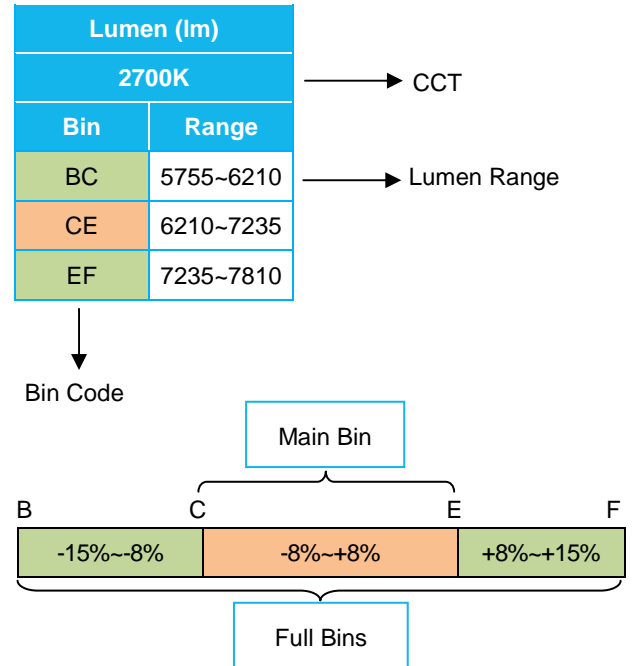 Lumen (lm)
2700K
CCT
Bin Range
BC 5755~6210
Lumen Range
CE 6210~7235
EF 7235~7810
Bin Code
Main Bin
B C E F
-15%~-8% -8%~+8% +8%~+15%
Full Bins